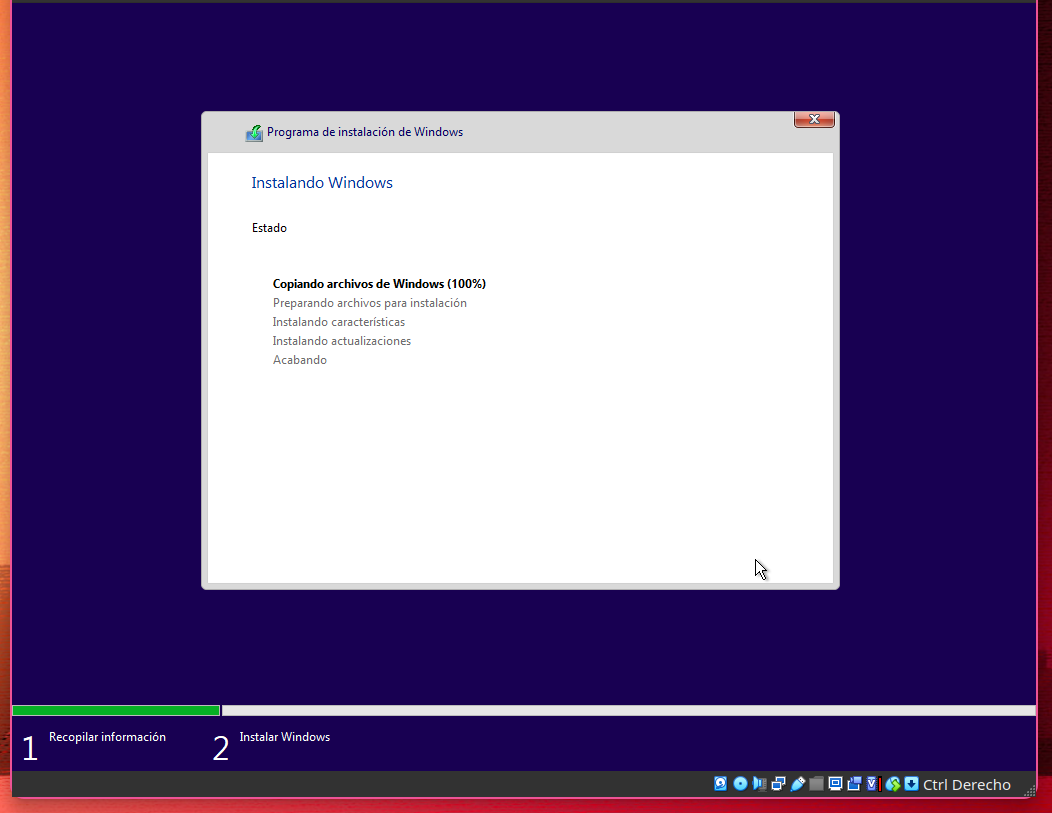 Programa de instalación de Windows
Instalando Windows
Estado
Copiando archivos de Windows (100%)
Preparando archivos para instalación
Instalando características
Instalando actualizaciones
Acabando
1 Recopilar información 2 Instalar Windows
Ctrl Derecho